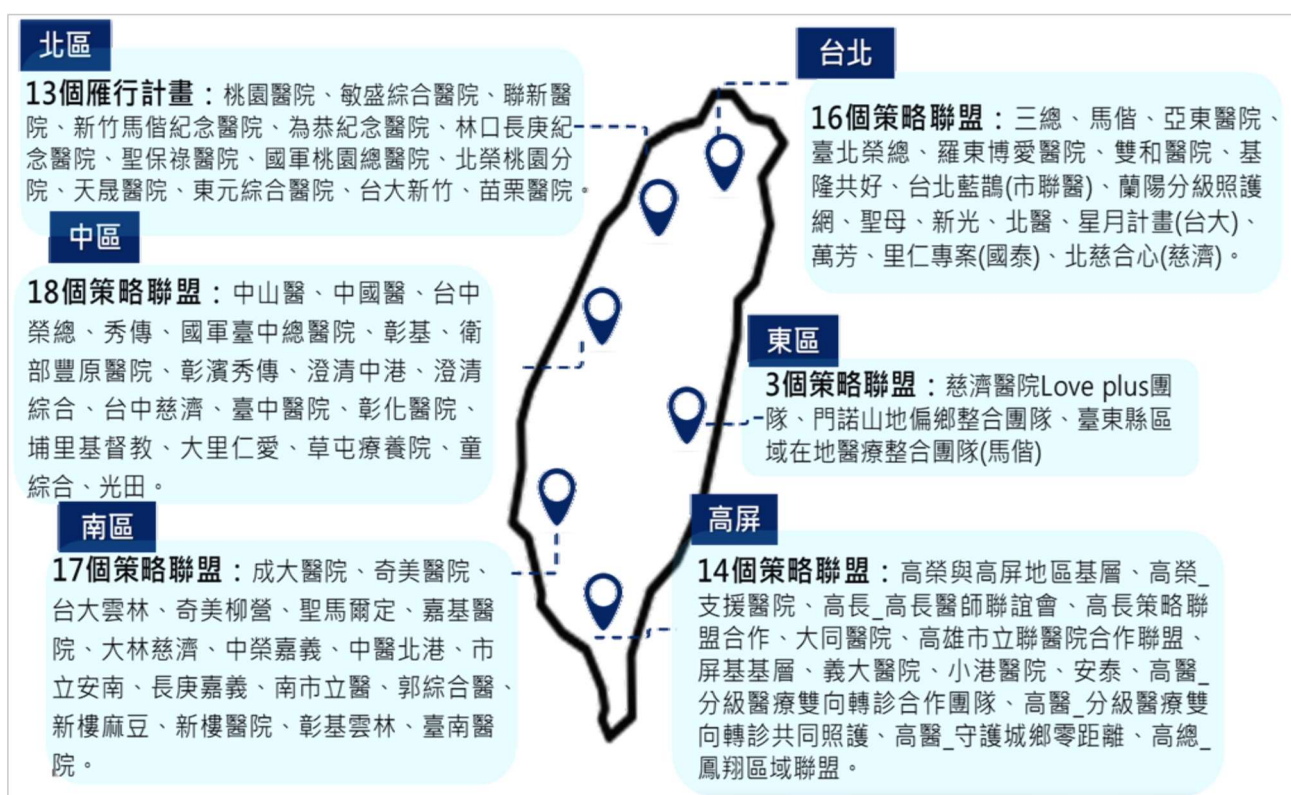 北區
13個雁行計畫：桃園醫院、敏盛綜合醫院、聯新醫
院、新竹馬偕紀念醫院、為恭紀念醫院、林口長庚紀
念醫院、聖保祿醫院、國軍桃園總醫院、北榮桃園分
院、天晟醫院、東元綜合醫院、台大新竹、苗栗醫院。
台北
16個策略聯盟：三總、馬偕、亞東醫院、
臺北榮總、羅東博愛醫院、雙和醫院、基
隆共好、台北藍鵲(市聯醫)、蘭陽分級照護
網、聖母、新光、北醫、星月計畫(台大)、
萬芳、里仁專案(國泰)、北慈合心(慈濟)。
中區
18個策略聯盟：中山醫、中國醫、台中
榮總、秀傳、國軍臺中總醫院、彰基、衛
部豐原醫院、彰濱秀傳、澄清中港、澄清
綜合、台中慈濟、臺中醫院、彰化醫院、
埔里基督教、大里仁愛、草屯療養院、童
綜合、光田。
東區
3個策略聯盟：慈濟醫院Love plus團
隊、門諾山地偏鄉整合團隊、臺東縣區
域在地醫療整合團隊(馬偕)
南區
17個策略聯盟：成大醫院、奇美醫院、
台大雲林、奇美柳營、聖馬爾定、嘉基醫
院、大林慈濟、中榮嘉義、中醫北港、市
立安南、長庚嘉義、南市立醫、郭綜合醫、
新樓麻豆、新樓醫院、彰基雲林、臺南醫
院。
高屏
14個策略聯盟：高榮與高屏地區基層、高榮_
支援醫院、高長_高長醫師聯誼會、高長策略聯
盟合作、大同醫院、高雄市立聯醫院合作聯盟、
屏基基層、義大醫院、小港醫院、安泰、高醫_
分級醫療雙向轉診合作團隊、高醫_分級醫療雙
向轉診共同照護、高醫_守護城鄉零距離、高總_
鳳翔區域聯盟。